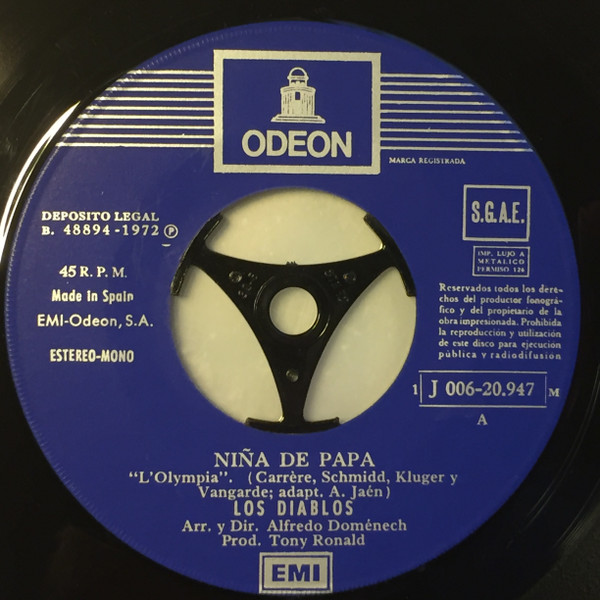 ODEON
MARCA REGISTRADA
DEPOSITO LEGAL
B. 48894-1972 Ⓟ
S.G.A.E.
IMP. LUJO A
METALICO
PERMISO 126
45 R. P. M.
Made in Spain
EMI-Odeon, S.A.
ESTEREO-MONO
Reservados todos los dere-
chos del productor fonográ-
fico y del propietario de la
obra impresionada. Prohibida
la reproducción y utilización
de este disco para ejecución
pública y radiodifusión
1 J 006-20.947 M
A
NIÑA DE PAPA
"L'Olympia". (Carrère, Schmidd, Kluger y
Vangarde; adapt. A. Jaén)
LOS DIABLOS
Arr. y Dir. Alfredo Doménech
Prod. Tony Ronald
EMI